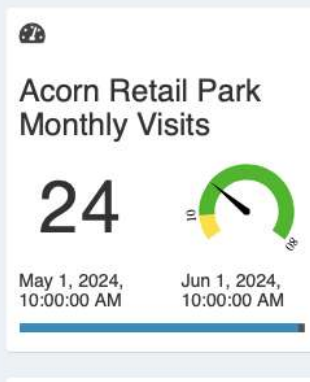 Acorn Retail Park
Monthly Visits
24
10
80
May 1, 2024,
10:00:00 AM
Jun 1, 2024,
10:00:00 AM